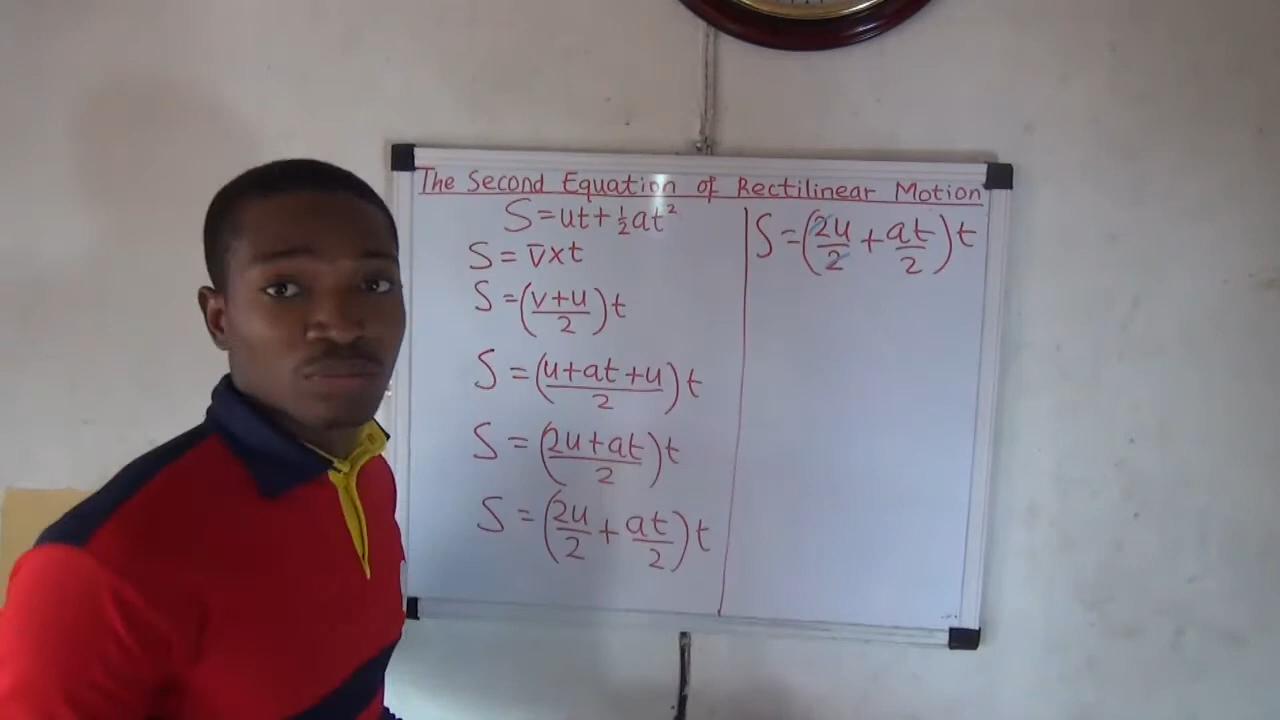 The Second Equation of Rectilinear Motion
S = ut + ½at²
S = v̅ x t
S = (v+u/2)t
S = (u+at+u/2)t
S = (2u+at/2)t
S = (2u/2 + at/2)t
S = (2u/2 + at/2)t